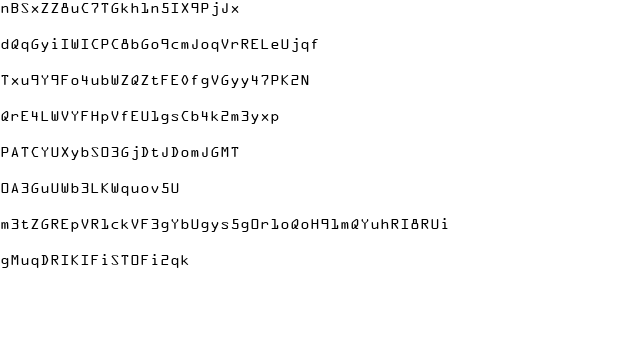 nBSxZZ8uC7TGkh1n5IX9PjJx
dQqGyiIWICPC8bGo9cmJoqVrRELeUjqf
Txu9Y9Fo4ubWZQZtFE0fgVGyy47PK2N
QrE4LWVYFHpVfEU1gsCb4k2m3yxp
PATCYUXybSO3GjDtJDomJGMT
OA3GuUWb3LKWquov5U
m3tZGREpVR1ckVF3gYbUgys5gOr1oQoH91mQYuhRI8RUi
gMuqDRIKIFiSTOFi2qk